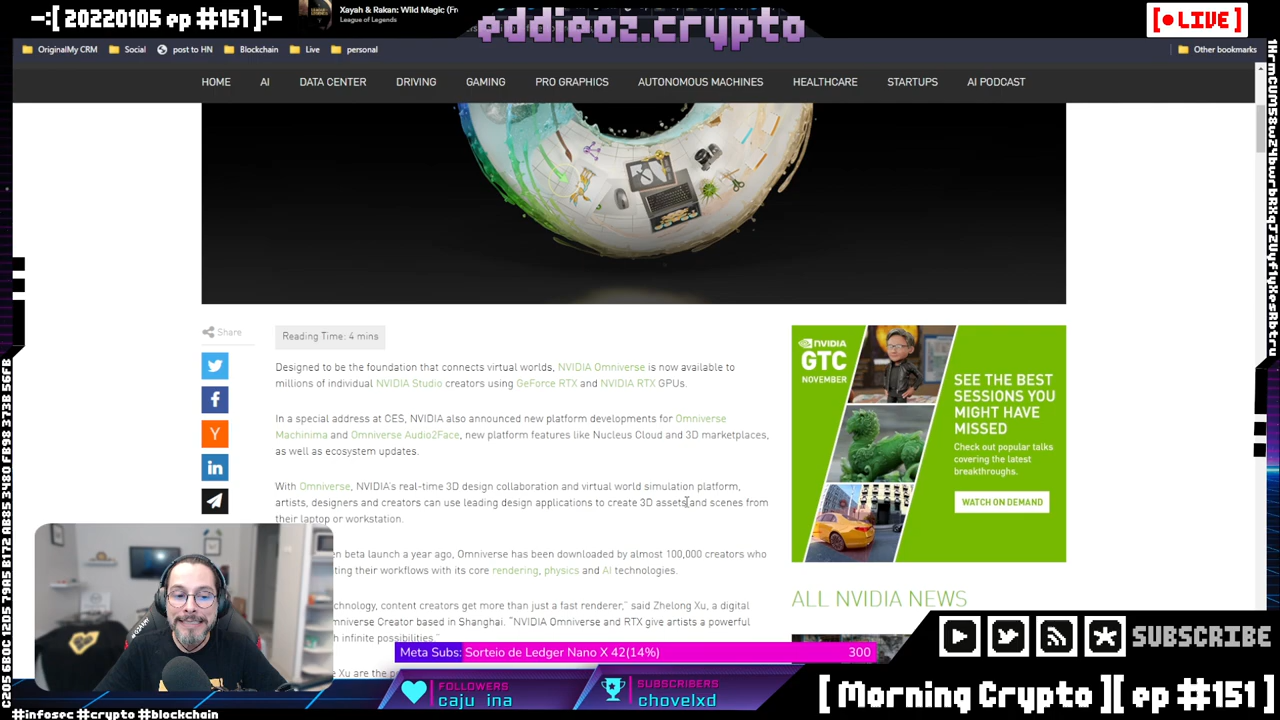 -:[ 20220105 ep #151 ]:-
Xayah & Rakan: Wild Magic (Fr
League of Legends
eddieoz.crypto
[● LIVE]
OriginalMy CRM
Social
post to HN
Blockchain
Live
personal
Other bookmarks
HOME
AI
DATA CENTER
DRIVING
GAMING
PRO GRAPHICS
AUTONOMOUS MACHINES
HEALTHCARE
STARTUPS
AI PODCAST
Share
Reading Time: 4 mins
Designed to be the foundation that connects virtual worlds, NVIDIA Omniverse is now available to
millions of individual NVIDIA Studio creators using GeForce RTX and NVIDIA RTX GPUs.
In a special address at CES, NVIDIA also announced new platform developments for Omniverse
Machinima and Omniverse Audio2Face, new platform features like Nucleus Cloud and 3D marketplaces,
as well as ecosystem updates.
With Omniverse, NVIDIA's real-time 3D design collaboration and virtual world simulation platform,
artists, designers and creators can use leading design applications to create 3D assets and scenes from
their laptop or workstation.
beta launch a year ago, Omniverse has been downloaded by almost 100,000 creators who
their workflows with its core rendering, physics and AI technologies.
content creators get more than just a fast renderer," said Zhelong Xu, a digital
Creator based in Shanghai. "NVIDIA Omniverse and RTX give artists a powerful
infinite possibilities."
Xu are the
NVIDIA
GTC
NOVEMBER
SEE THE BEST
SESSIONS YOU
MIGHT HAVE
MISSED
Check out popular talks
covering the latest
breakthroughs.
WATCH ON DEMAND
ALL NVIDIA NEWS
SUBSCRIBE
Meta Subs: Sorteio de Ledger Nano X 42(14%)
300
FOLLOWERS
caju_ina
SUBSCRIBERS
chovelxd
[ Morning Crypto ][ ep #151 ]
#infosec #crypto #blockchain